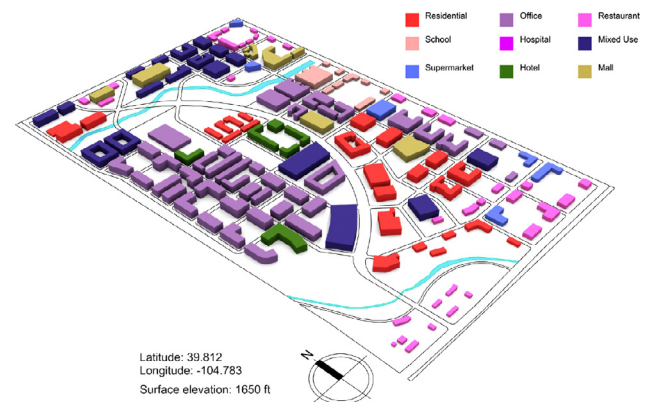 Residential
Office
Restaurant
School
Hospital
Mixed Use
Supermarket
Hotel
Mall
Latitude: 39.812
Longitude: -104.783
Surface elevation: 1650 ft
N